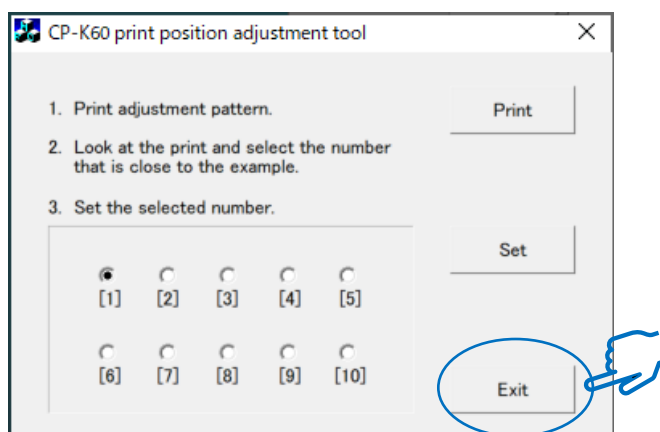 CP-K60 print position adjustment tool
1. Print adjustment pattern.
Print
2. Look at the print and select the number
that is close to the example.
3. Set the selected number.
Set
[1] [2] [3] [4] [5]
[6] [7] [8] [9] [10]
Exit